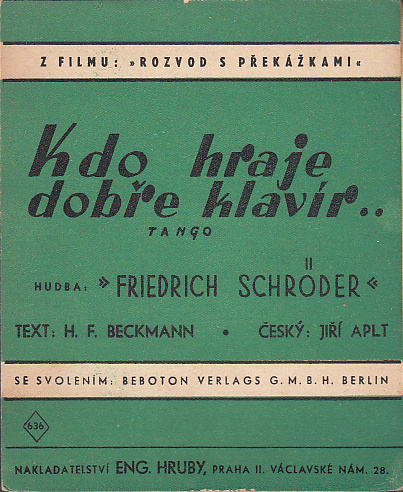 Z FILMU: »ROZVOD S PŘEKÁŽKAMI«
Kdo hraje
dobře klavír..
TANGO
HUDBA: »FRIEDRICH SCHRÖDER«
TEXT: H. F. BECKMANN • ČESKÝ: JIŘÍ APLT
SE SVOLENÍM: BEBOTON VERLAGS G.M.B.H. BERLIN
636
NAKLADATELSTVÍ ENG. HRUBY, PRAHA II. VÁCLAVSKÉ NÁM. 28.